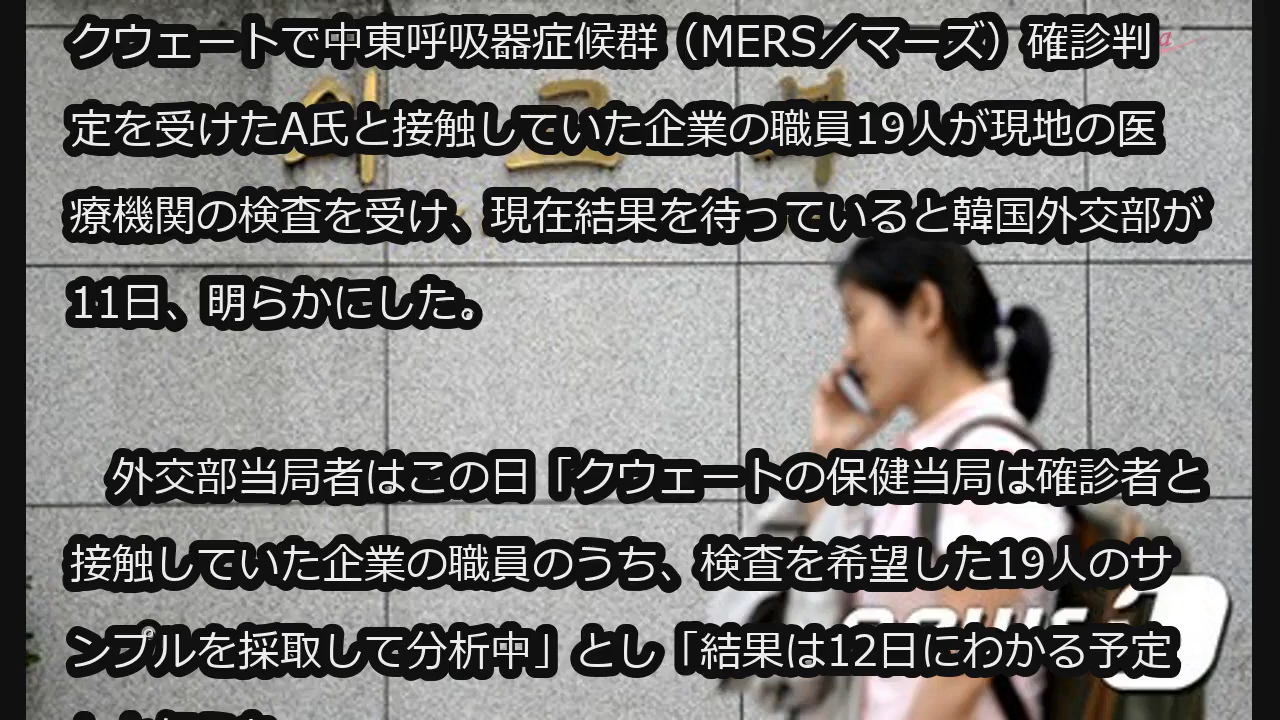 クウェートで中東呼吸器症候群（MERS／マーズ）確診判
定を受けたA氏と接触していた企業の職員19人が現地の医
療機関の検査を受け、現在結果を待っていると韓国外交部が
11日、明らかにした。
外交部当局者はこの日「クウェートの保健当局は確診者と
接触していた企業の職員のうち、検査を希望した19人のサ
ンプルを採取して分析中」とし「結果は12日にわかる予定